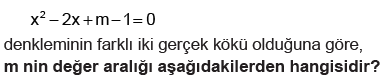 x² – 2x + m – 1 = 0
denkleminin farklı iki gerçek kökü olduğuna göre,
m nin değer aralığı aşağıdakilerden hangisidir?